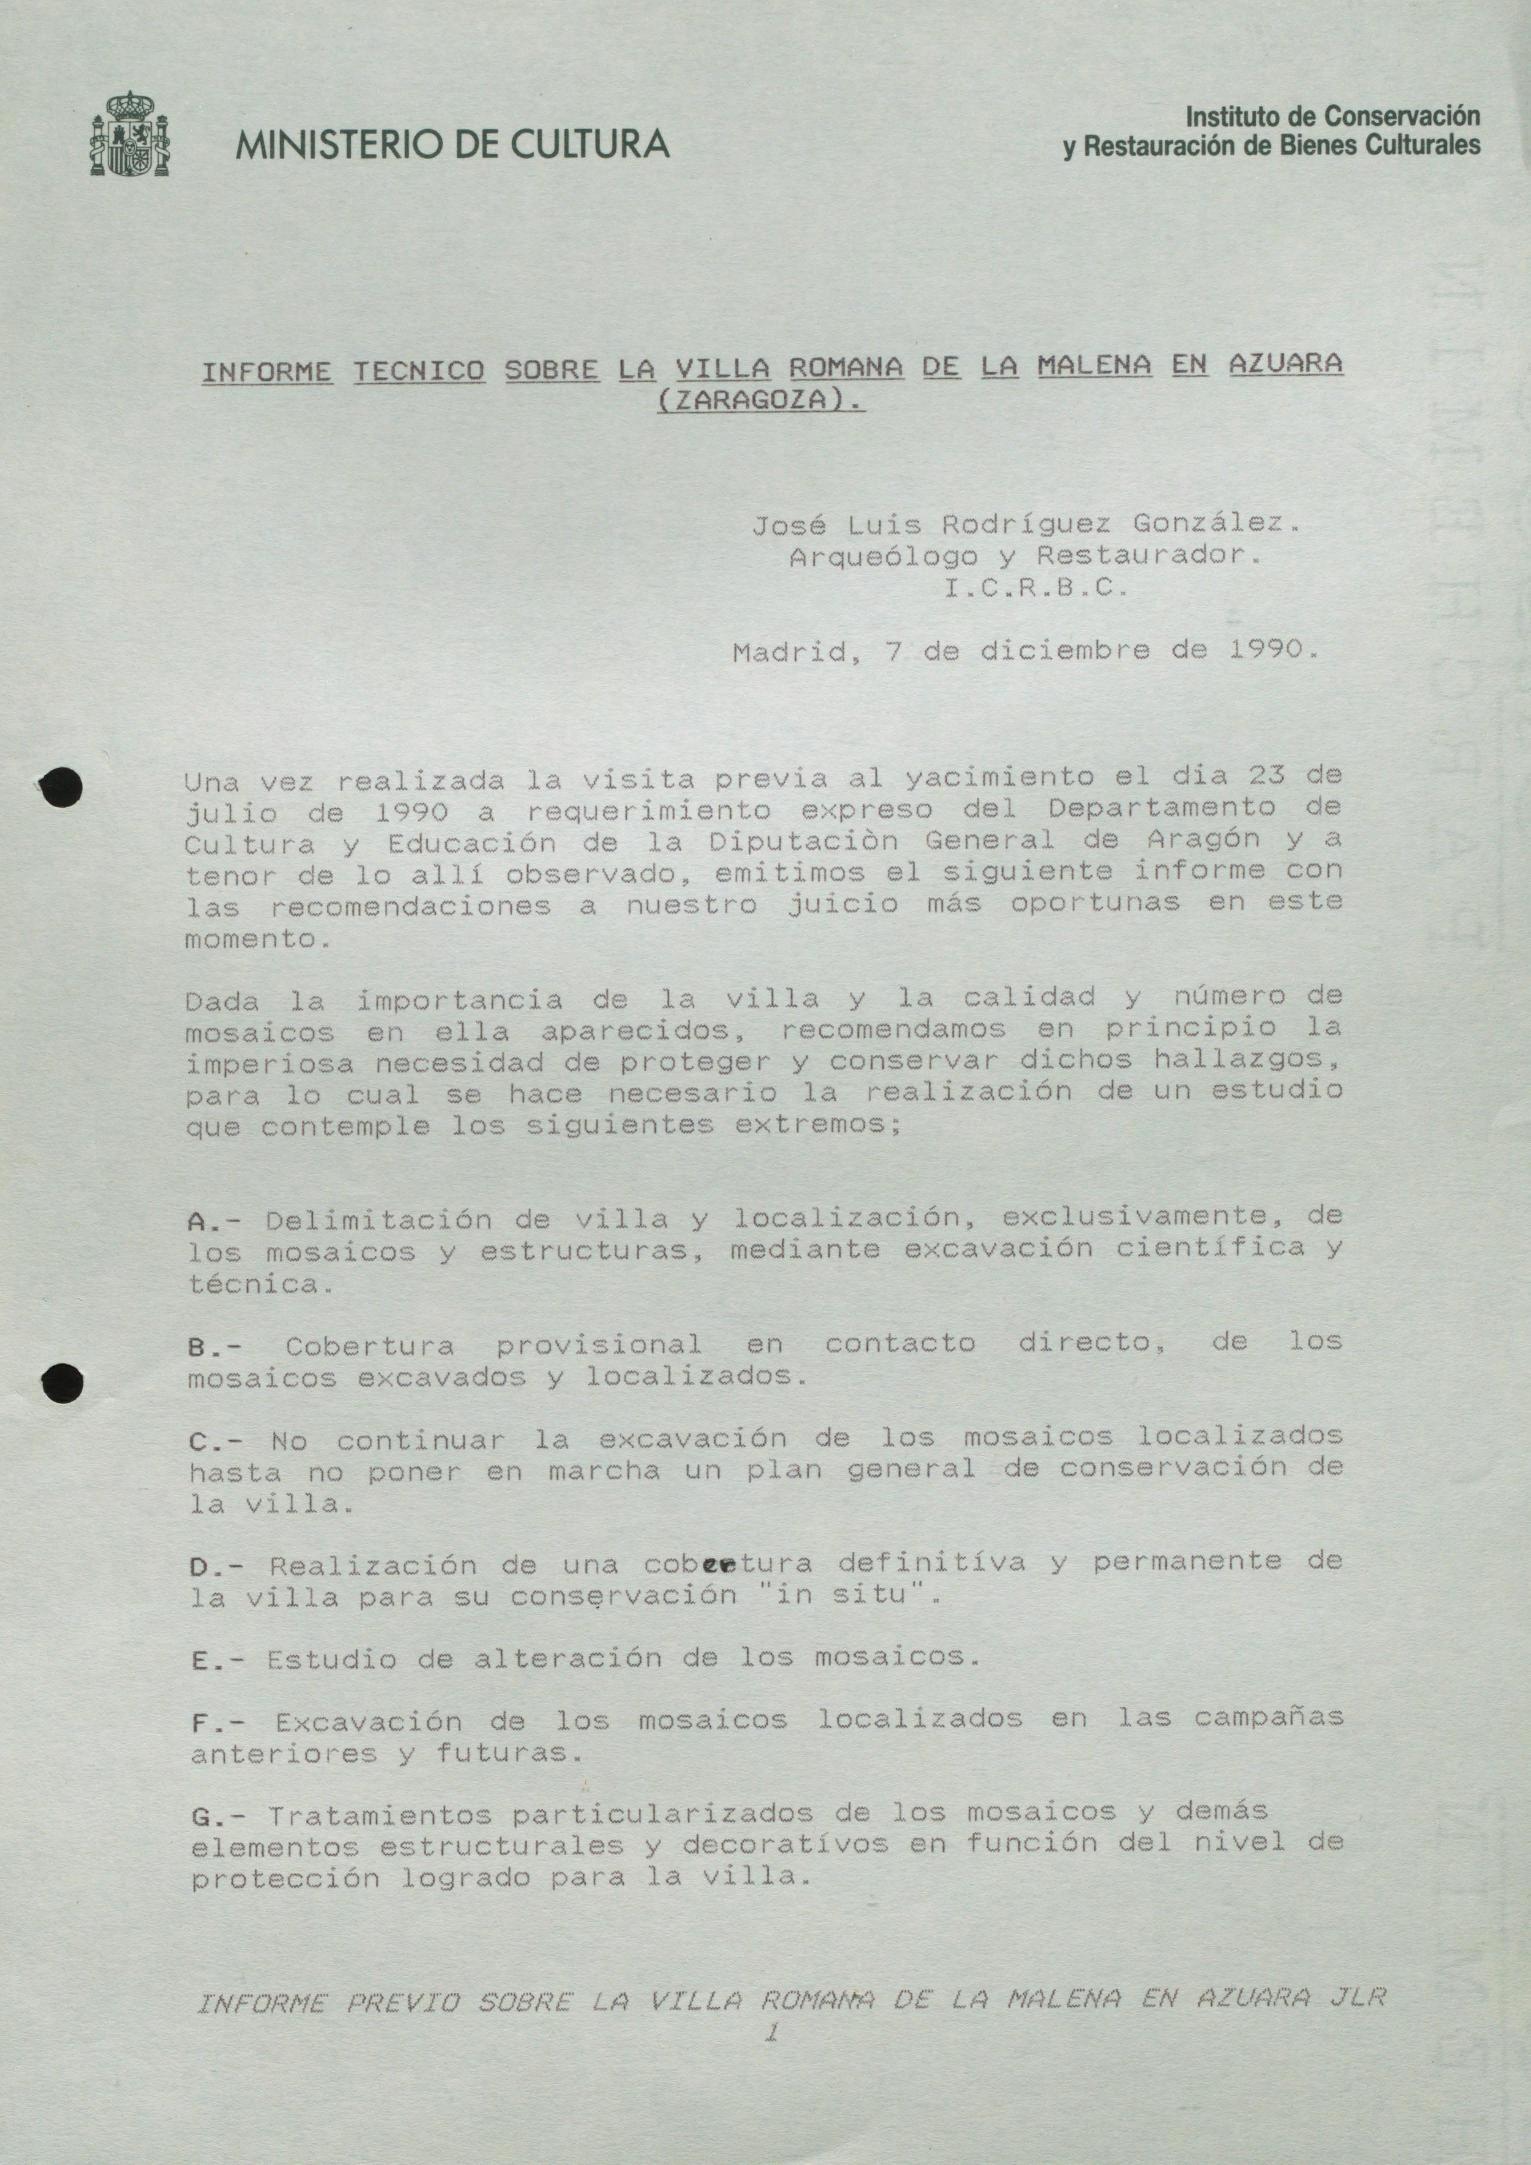 MINISTERIO DE CULTURA
Instituto de Conservación
y Restauración de Bienes Culturales
INFORME TECNICO SOBRE LA VILLA ROMANA DE LA MALENA EN AZUARA
(ZARAGOZA).
José Luis Rodríguez González.
Arqueólogo y Restaurador.
I.C.R.B.C.
Madrid, 7 de diciembre de 1990.
Una vez realizada la visita previa al yacimiento el dia 23 de
julio de 1990 a requerimiento expreso del Departamento de
Cultura y Educación de la Diputaciòn General de Aragón y a
tenor de lo allí observado, emitimos el siguiente informe con
las recomendaciones a nuestro juicio más oportunas en este
momento.
Dada la importancia de la villa y la calidad y número de
mosaicos en ella aparecidos, recomendamos en principio la
imperiosa necesidad de proteger y conservar dichos hallazgos,
para lo cual se hace necesario la realización de un estudio
que contemple los siguientes extremos;
A.- Delimitación de villa y localización, exclusivamente, de
los mosaicos y estructuras, mediante excavación científica y
técnica.
B.- Cobertura provisional en contacto directo, de los
mosaicos excavados y localizados.
C.- No continuar la excavación de los mosaicos localizados
hasta no poner en marcha un plan general de conservación de
la villa.
D.- Realización de una cobertura definitíva y permanente de
la villa para su conservación "in situ".
E.- Estudio de alteración de los mosaicos.
F.- Excavación de los mosaicos localizados en las campañas
anteriores y futuras.
G.- Tratamientos particularizados de los mosaicos y demás
elementos estructurales y decoratívos en función del nivel de
protección logrado para la villa.
INFORME PREVIO SOBRE LA VILLA ROMANA DE LA MALENA EN AZUARA JLR
1